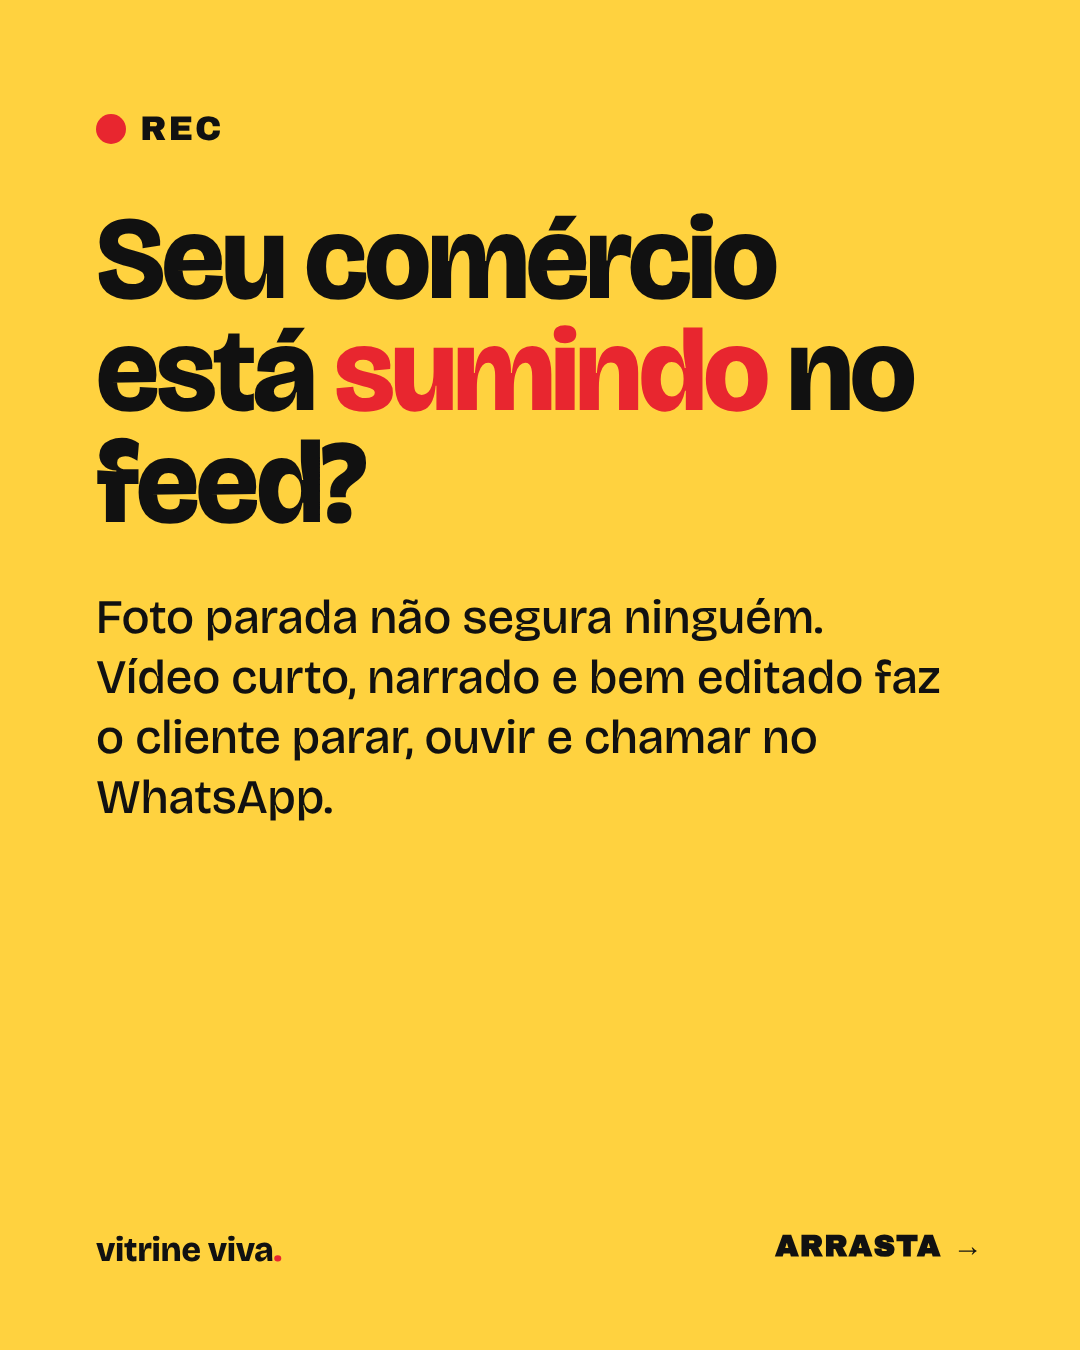 REC
Seu comércio
está sumindo no
feed?
Foto parada não segura ninguém.
Vídeo curto, narrado e bem editado faz
o cliente parar, ouvir e chamar no
WhatsApp.
vitrine viva.
ARRASTA →